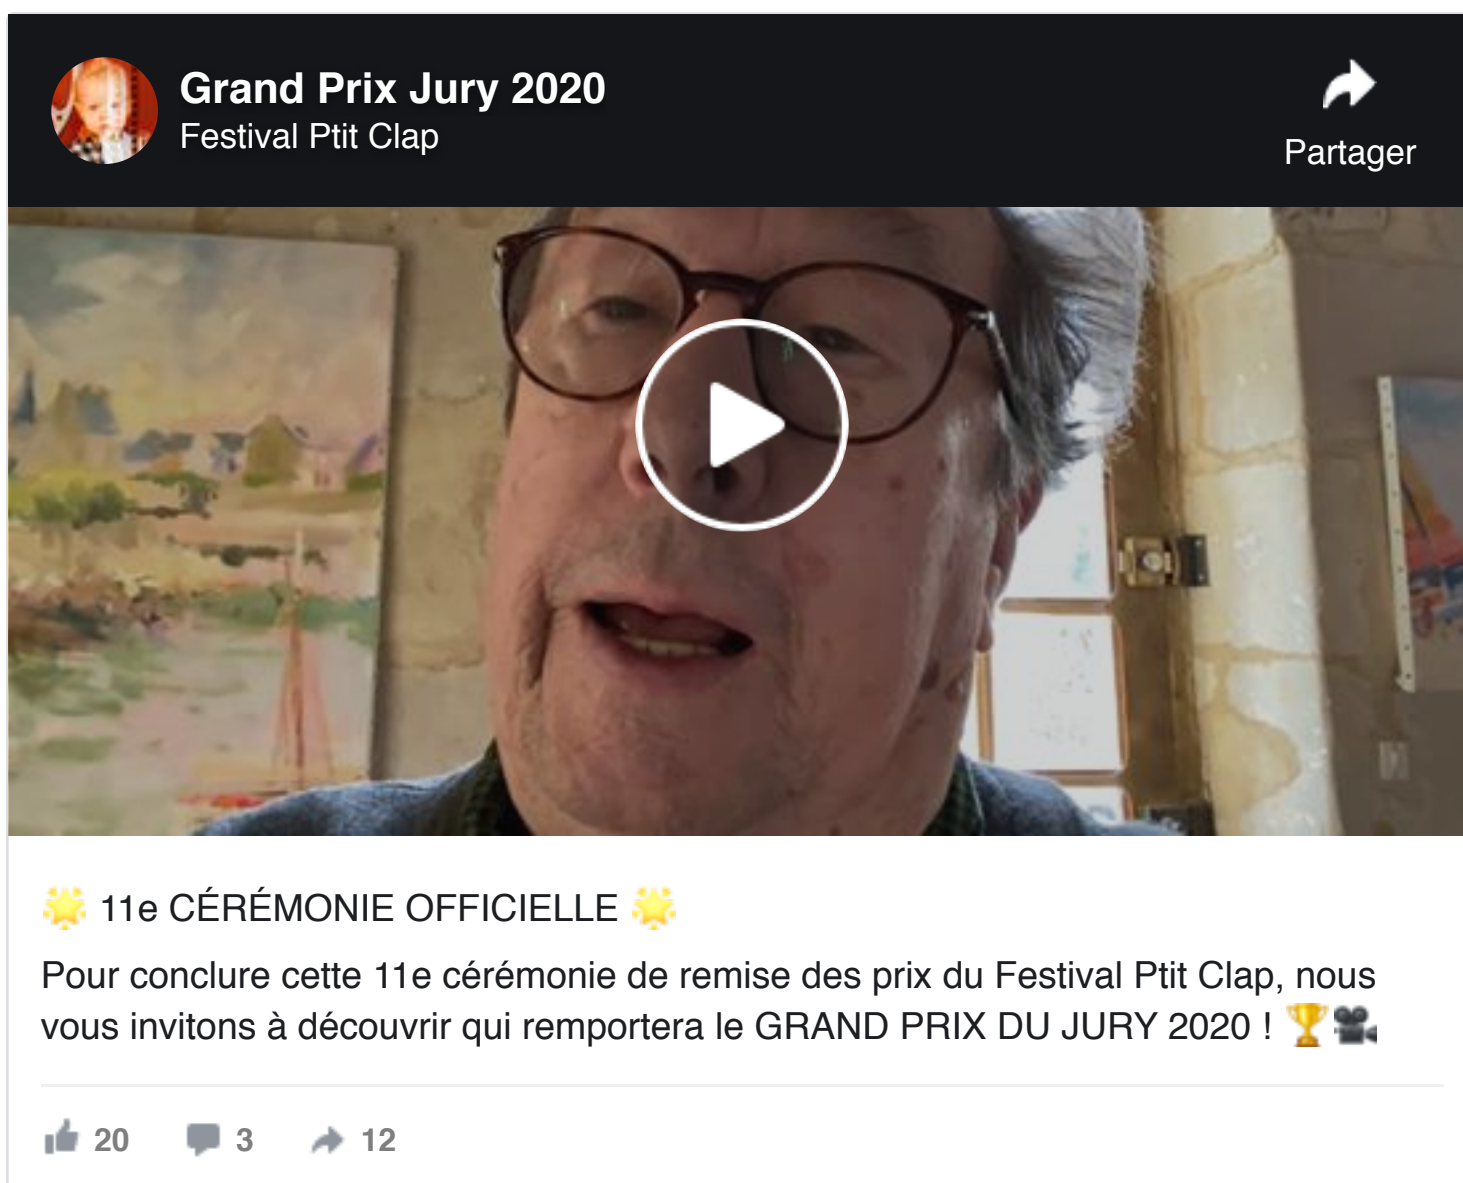 Grand Prix Jury 2020
Festival Ptit Clap
Partager
🌟 11e CÉRÉMONIE OFFICIELLE 🌟
Pour conclure cette 11e cérémonie de remise des prix du Festival Ptit Clap, nous
vous invitons à découvrir qui remportera le GRAND PRIX DU JURY 2020 ! 🏆🎥
20 3 12